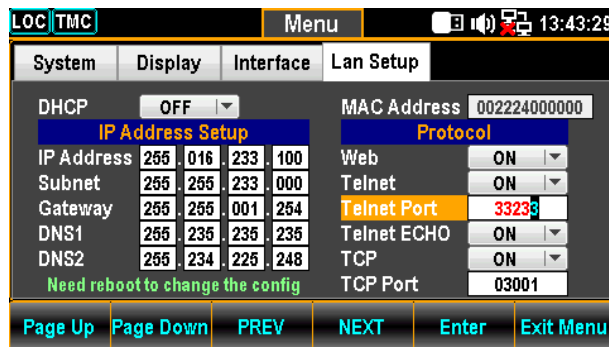 LOC TMC Menu 13:43:29
System Display Interface Lan Setup
DHCP OFF MAC Address 002224000000
IP Address Setup Protocol
IP Address 255 . 016 . 233 . 100 Web ON
Subnet 255 . 255 . 233 . 000 Telnet ON
Gateway 255 . 255 . 001 . 254 Telnet Port 33233
DNS1 255 . 235 . 235 . 235 Telnet ECHO ON
DNS2 255 . 234 . 225 . 248 TCP ON
Need reboot to change the config TCP Port 03001
Page Up Page Down PREV NEXT Enter Exit Menu